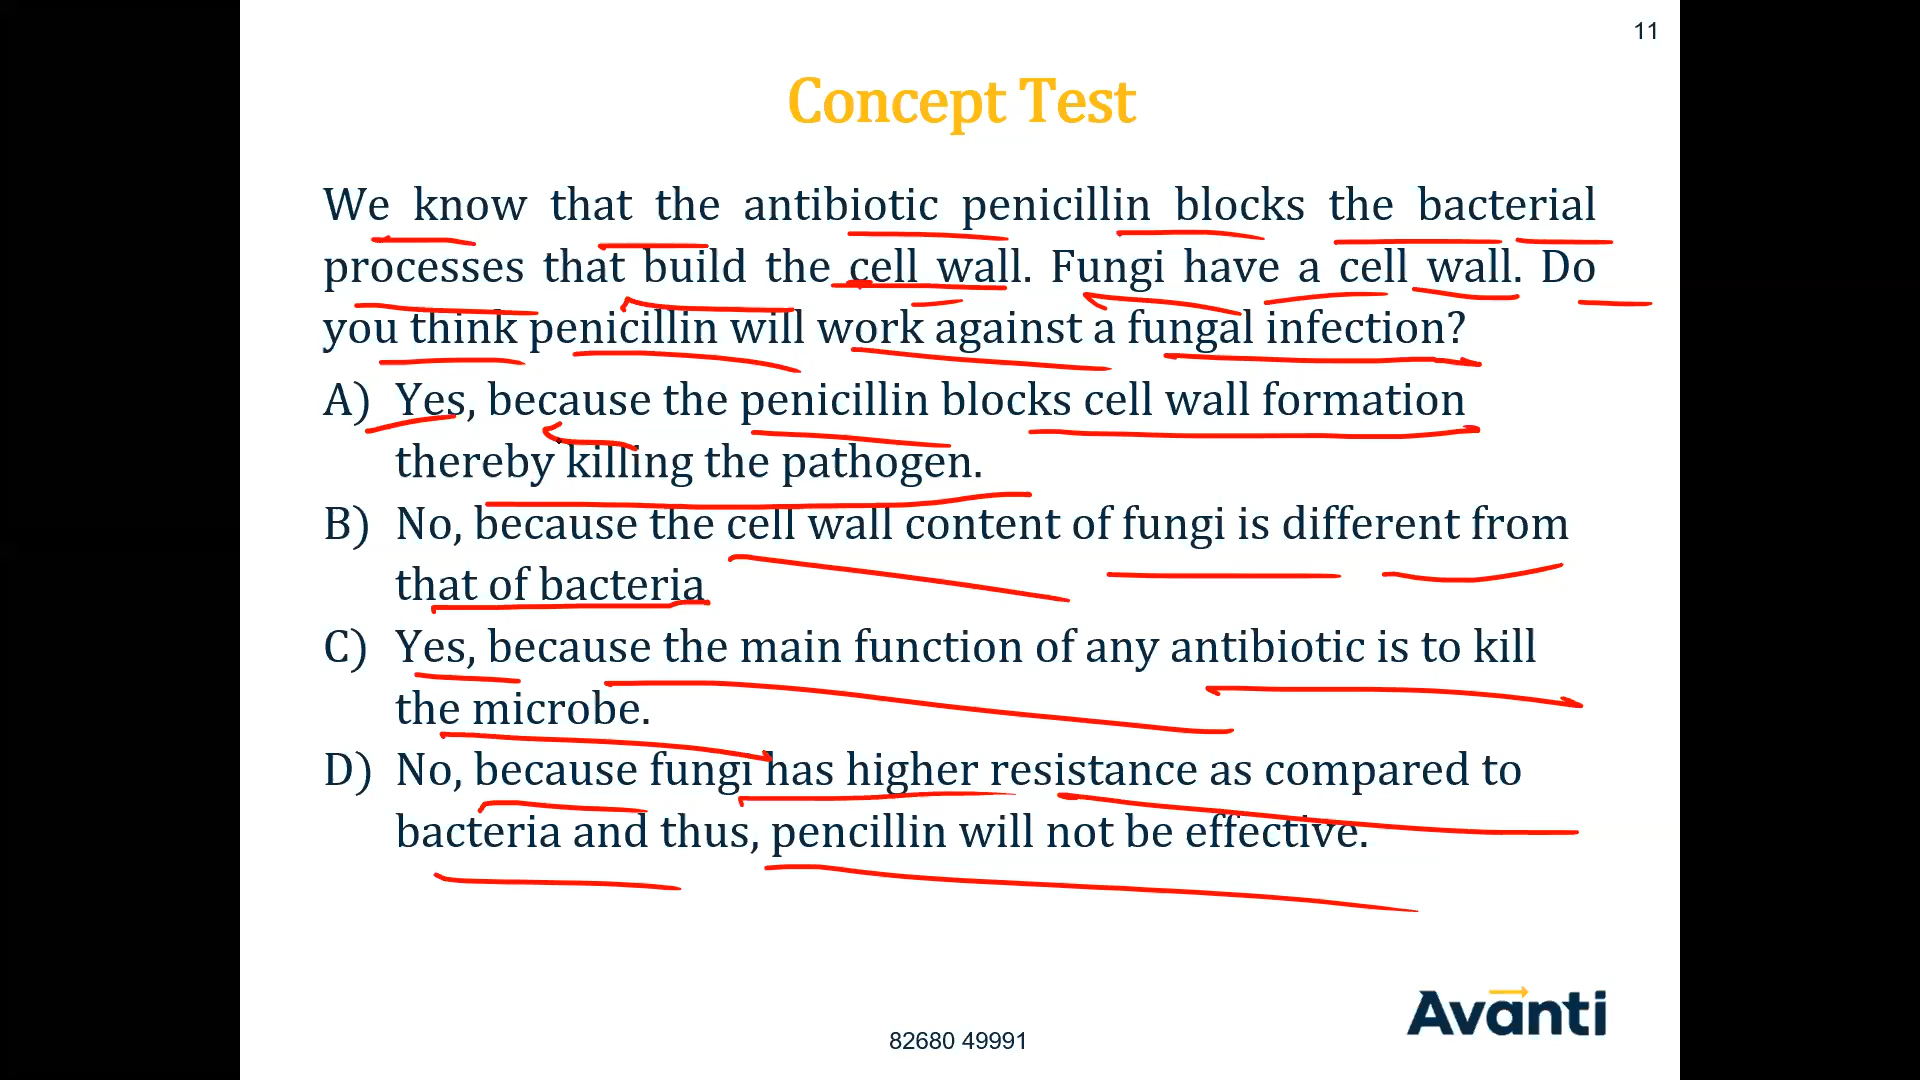 11
Concept Test
We know that the antibiotic penicillin blocks the bacterial
processes that build the cell wall. Fungi have a cell wall. Do
you think penicillin will work against a fungal infection?
A) Yes, because the penicillin blocks cell wall formation
thereby killing the pathogen.
B) No, because the cell wall content of fungi is different from
that of bacteria
C) Yes, because the main function of any antibiotic is to kill
the microbe.
D) No, because fungi has higher resistance as compared to
bacteria and thus, pencillin will not be effective.
Avanti
82680 49991